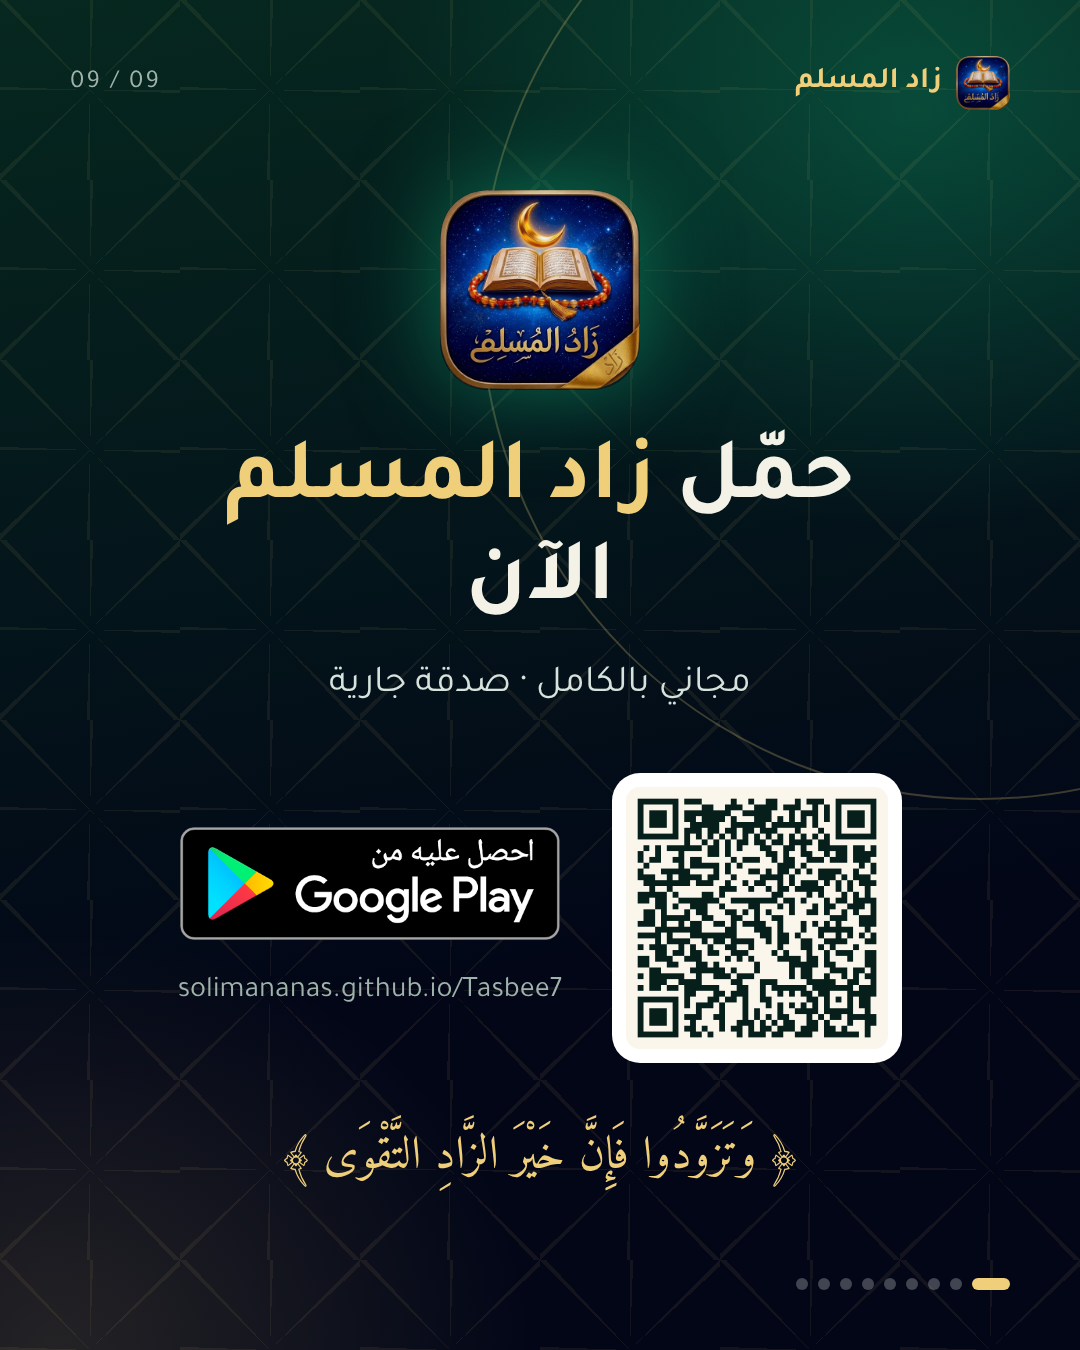 زاد المسلم
09 / 09
زَادُ المُسْلِم
زاد
حمّل زاد المسلم
الآن
مجاني بالكامل · صدقة جارية
احصل عليه من
Google Play
solimananas.github.io/Tasbee7
﴿ وَتَزَوَّدُوا فَإِنَّ خَيْرَ الزَّادِ التَّقْوَى ﴾